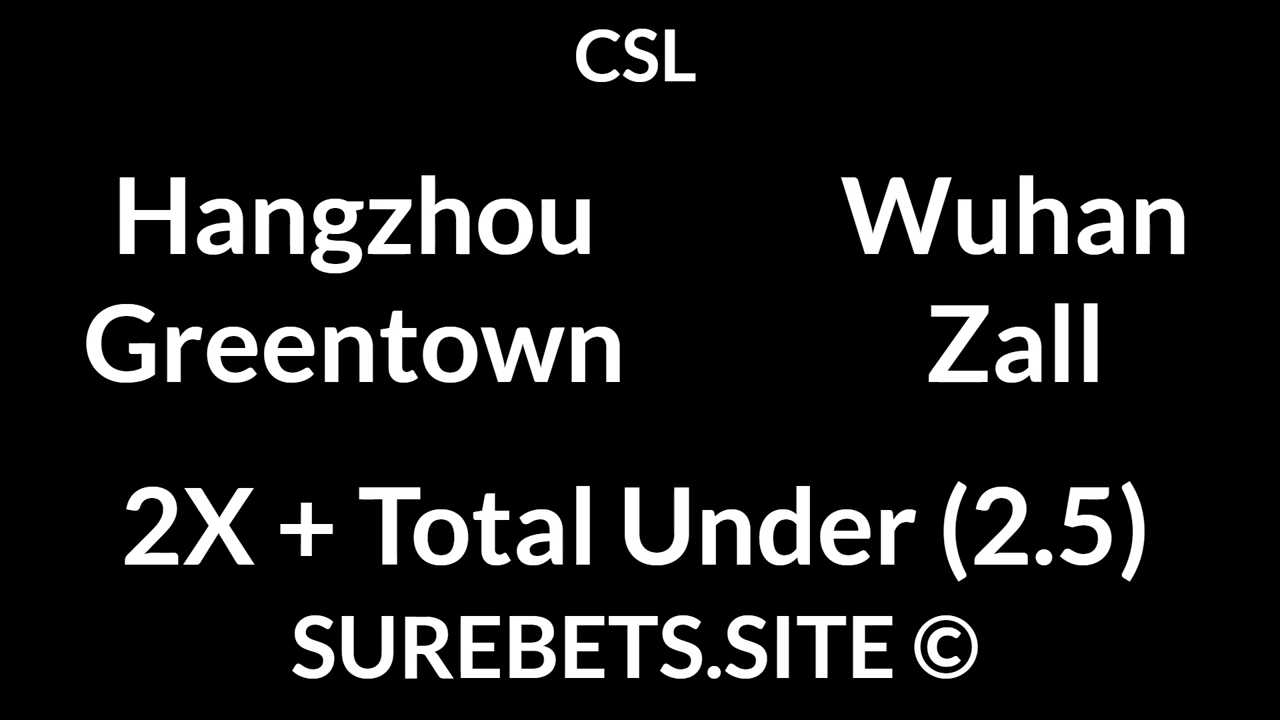 CSL
Hangzhou Wuhan
Greentown Zall
2X + Total Under (2.5)
SUREBETS.SITE ©